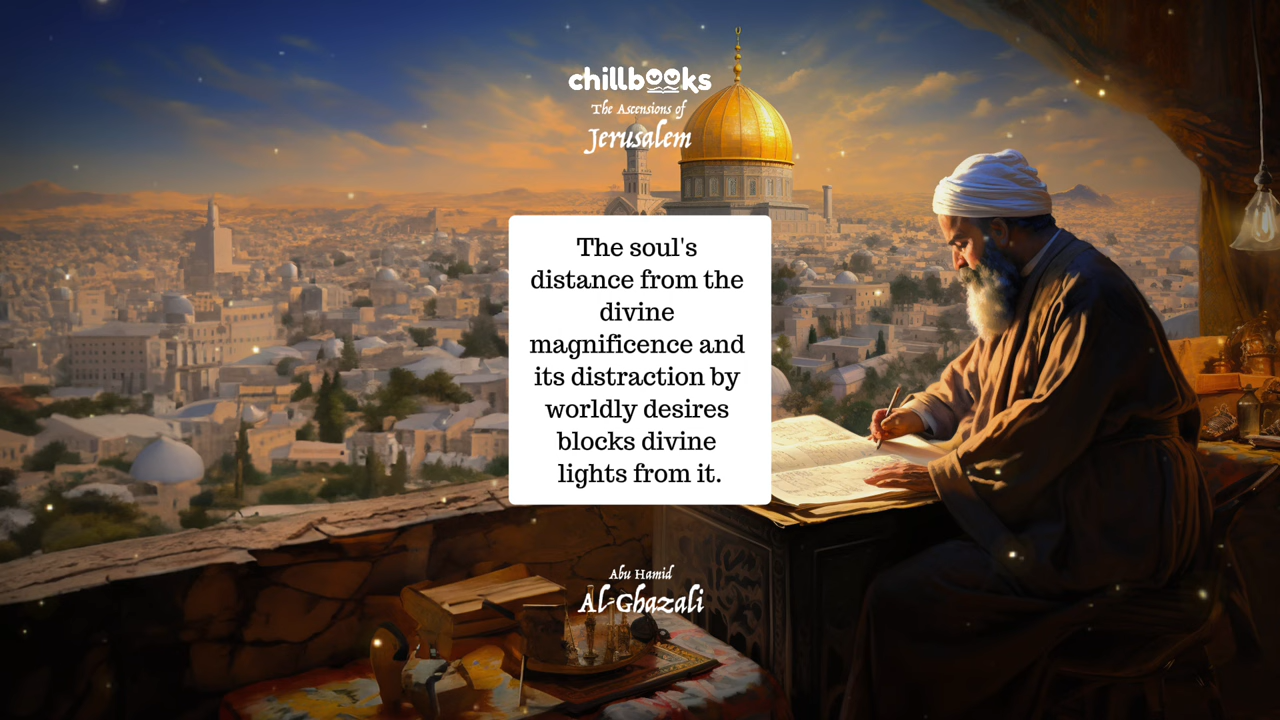 chillbooks
The Ascensions of
Jerusalem
The soul's
distance from the
divine
magnificence and
its distraction by
worldly desires
blocks divine
lights from it.
Abu Hamid
Al-Ghazali